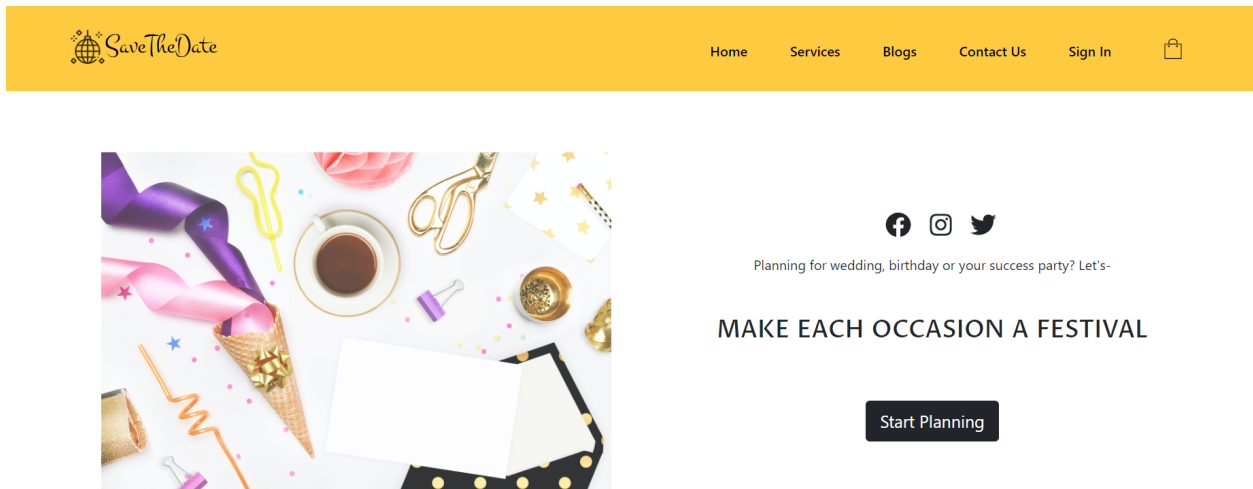 SaveTheDate
Home Services Blogs Contact Us Sign In
Planning for wedding, birthday or your success party? Let's-
MAKE EACH OCCASION A FESTIVAL
Start Planning